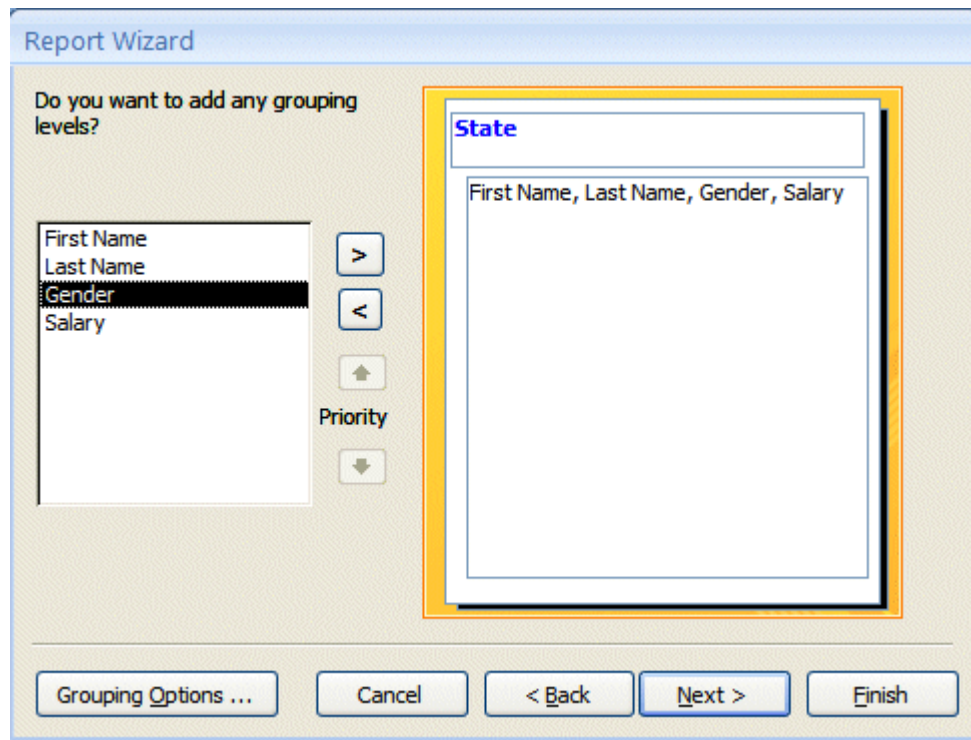 Report Wizard
Do you want to add any grouping
levels?
First Name
Last Name
Gender
Salary
>
<
Priority
State
First Name, Last Name, Gender, Salary
Grouping Options ...
Cancel
< Back
Next >
Finish